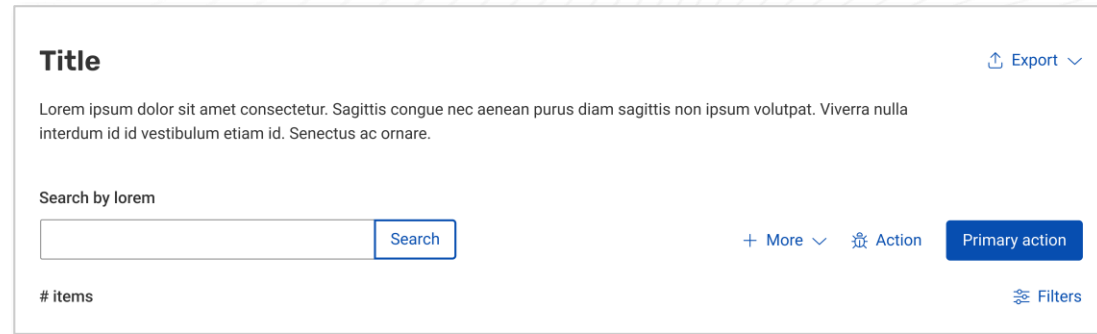 Title
Export
Lorem ipsum dolor sit amet consectetur. Sagittis congue nec aenean purus diam sagittis non ipsum volutpat. Viverra nulla
interdum id id vestibulum etiam id. Senectus ac ornare.
Search by lorem
Search
More
Action
Primary action
# items
Filters